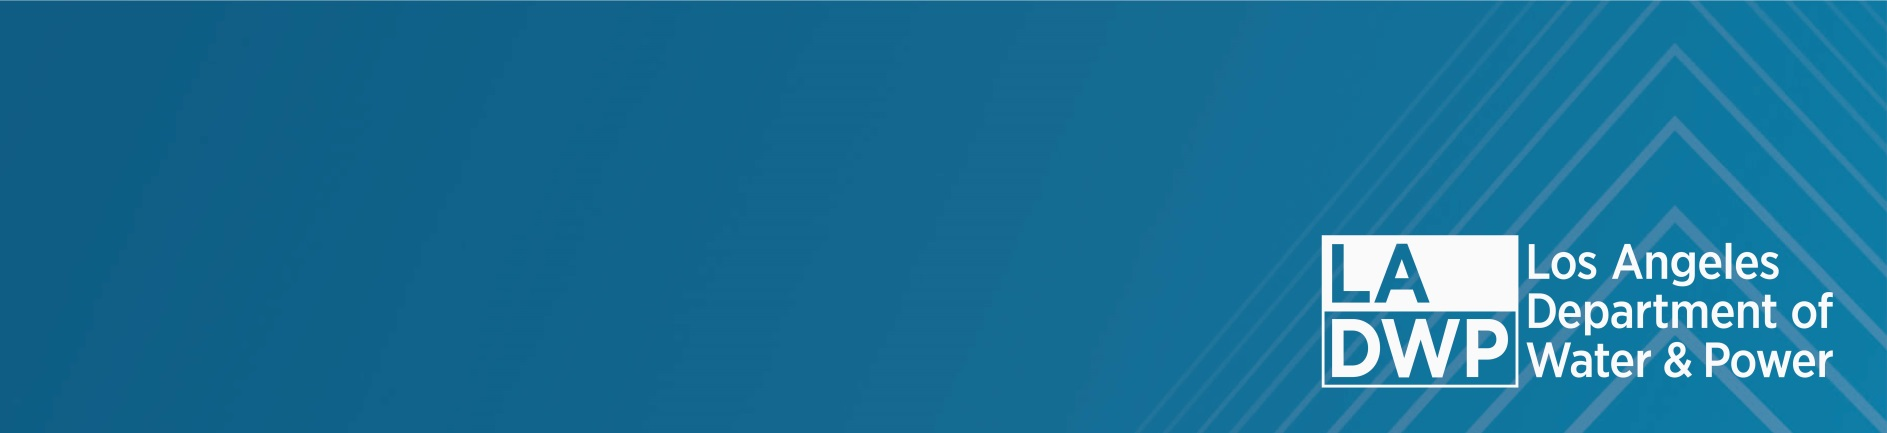 LA
DWP
Los Angeles
Department of
Water & Power